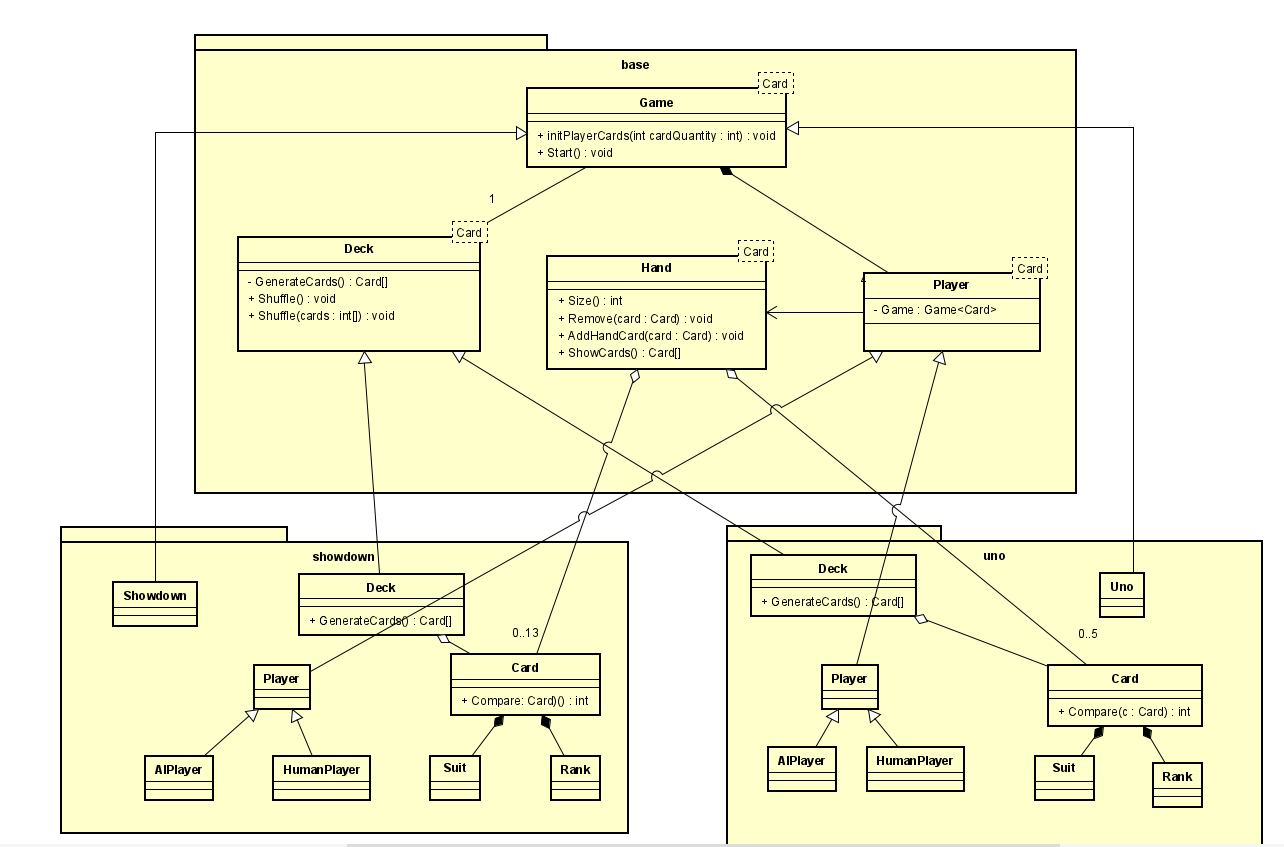 base
Card
Game
+ initPlayerCards(int cardQuantity : int) : void
+ Start() : void
1
Card
Deck
- GenerateCards() : Card[]
+ Shuffle() : void
+ Shuffle(cards : int[]) : void
Card
Hand
+ Size() : int
+ Remove(card : Card) : void
+ AddHandCard(card : Card) : void
+ ShowCards() : Card[]
4
Card
Player
- Game : Game<Card>
showdown
Showdown
Deck
+ GenerateCards() : Card[]
0..13
Player
Card
+ Compare: Card)() : int
AIPlayer
HumanPlayer
Suit
Rank
uno
Deck
+ GenerateCards() : Card[]
Uno
0..5
Player
Card
+ Compare(c : Card) : int
AIPlayer
HumanPlayer
Suit
Rank